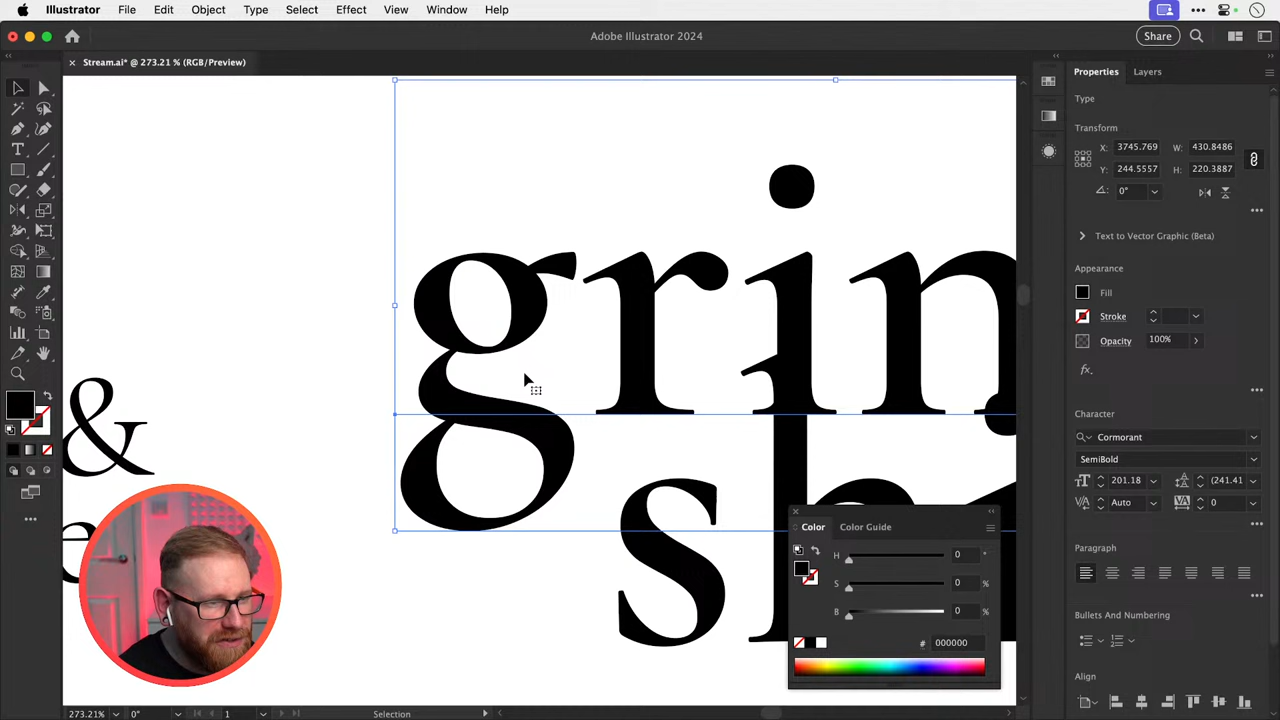 Illustrator File Edit Object Type Select Effect View Window Help
Adobe Illustrator 2024
Share
Stream.ai* @ 273.21 % (RGB/Preview)
Properties Layers
Type
Transform
X: 3745.769 W: 430.8486
Y: 244.5557 H: 220.3887
0°
Text to Vector Graphic (Beta)
Appearance
Fill
Stroke
Opacity 100%
Character
Cormorant
SemiBold
201.18 (241.41
Auto 0
Paragraph
Bullets And Numbering
Align
grin
&
e
sh
Color Color Guide
H 0 °
S 0 %
B 0 %
# 000000
273.21% 0° 1 Selection